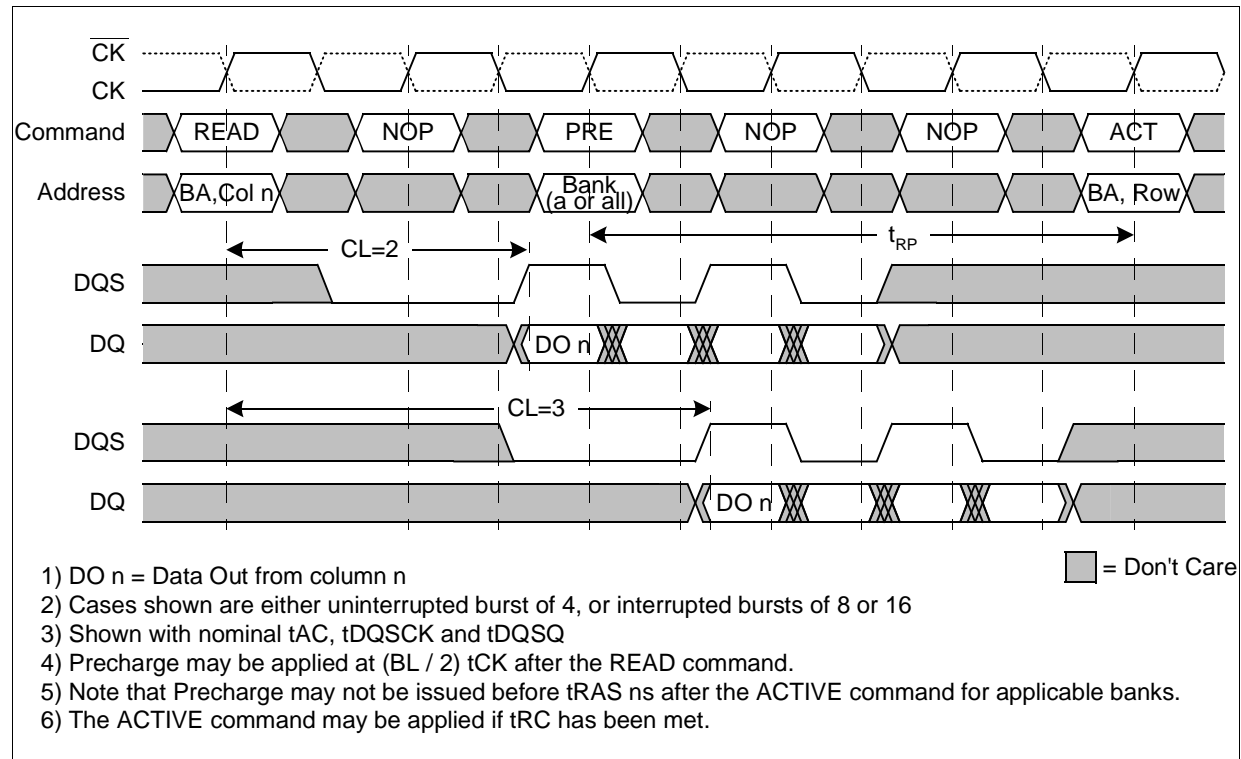 CK
CK
Command READ NOP PRE NOP NOP ACT
Address BA,Col n Bank (a or all) BA, Row
CL=2 tRP
DQS
DQ DO n
CL=3
DQS
DQ DO n
= Don't Care
1) DO n = Data Out from column n
2) Cases shown are either uninterrupted burst of 4, or interrupted bursts of 8 or 16
3) Shown with nominal tAC, tDQSCK and tDQSQ
4) Precharge may be applied at (BL / 2) tCK after the READ command.
5) Note that Precharge may not be issued before tRAS ns after the ACTIVE command for applicable banks.
6) The ACTIVE command may be applied if tRC has been met.